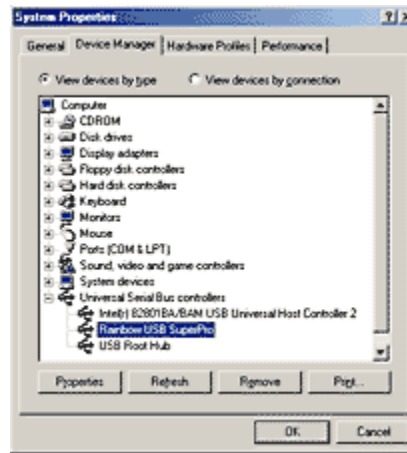 System Properties
General Device Manager Hardware Profiles Performance
View devices by type View devices by connection
Computer
CDROM
Disk drives
Display adapters
Floppy disk controllers
Hard disk controllers
Keyboard
Monitors
Mouse
Ports (COM & LPT)
Sound, video and game controllers
System devices
Universal Serial Bus controllers
Intel(r) 82801BA/BAM USB Universal Host Controller 2
Rainbow USB SuperPro
USB Root Hub
Properties Refresh Remove Print...
OK Cancel